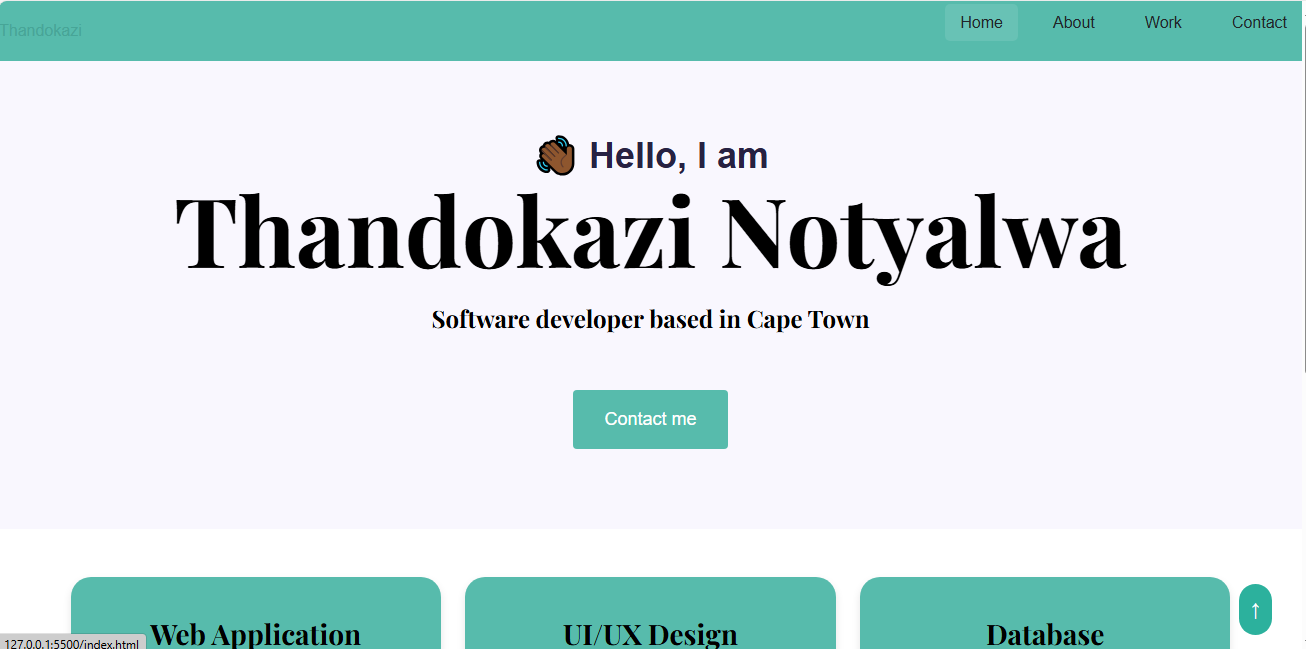 Thandokazi
Home About Work Contact
👋🏾 Hello, I am
Thandokazi Notyalwa
Software developer based in Cape Town
Contact me
Web Application UI/UX Design Database
↑
127.0.0.1:5500/index.html